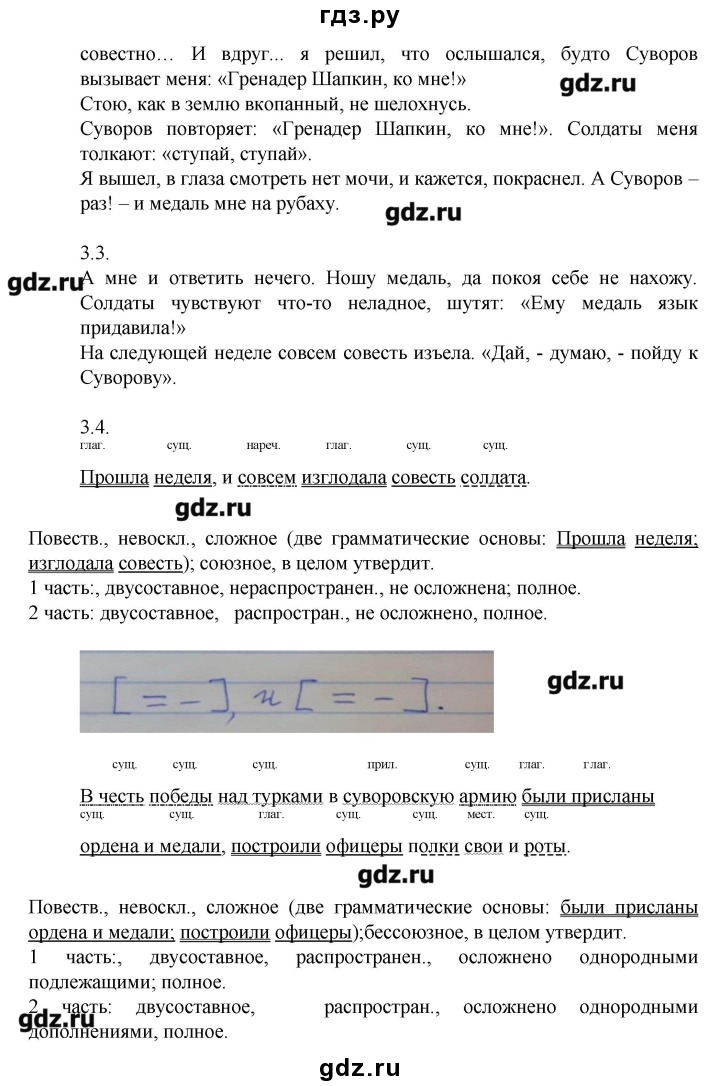 гдз.ру
совестно… И вдруг... я решил, что ослышался, будто Суворов
вызывает меня: «Гренадер Шапкин, ко мне!»
gdz.ru
Стою, как в землю вкопанный, не шелохнусь.
Суворов повторяет: «Гренадер Шапкин, ко мне!». Солдаты меня
толкают: «ступай, ступай».
Я вышел, в глаза смотреть нет мочи, и кажется, покраснел. А Суворов –
раз! – и медаль мне на рубаху.
gdz.ru
3.3.
gdz.ru
А мне и ответить нечего. Ношу медаль, да покоя себе не нахожу.
Солдаты чувствуют что-то неладное, шутят: «Ему медаль язык
придавила!»
На следующей неделе совсем совесть изъела. «Дай, - думаю, - пойду к
Суворову».
3.4.
глаг. сущ. нареч. глаг. сущ. сущ.
Прошла неделя, и совсем изглодала совесть солдата.
gdz.ru
Повеств., невоскл., сложное (две грамматические основы: Прошла неделя;
изглодала совесть); союзное, в целом утвердит.
1 часть:, двусоставное, нераспространен., не осложнена; полное.
2 часть: двусоставное, распростран., не осложнено, полное.
[ = – ], и [ = – ].
gdz.ru
сущ. сущ. сущ. прил. сущ. глаг. глаг.
В честь победы над турками в суворовскую армию были присланы
сущ. сущ. глаг. сущ. сущ. мест. сущ.
ордена и медали, построили офицеры полки свои и роты.
gdz.ru
Повеств., невоскл., сложное (две грамматические основы: были присланы
ордена и медали; построили офицеры);бессоюзное, в целом утвердит.
1 часть:, двусоставное, распространен., осложнено однородными
подлежащими; полное.
2 часть: двусоставное, распростран., осложнено однородными
gdz.ru
дополнениями, полное.
gdz.ru